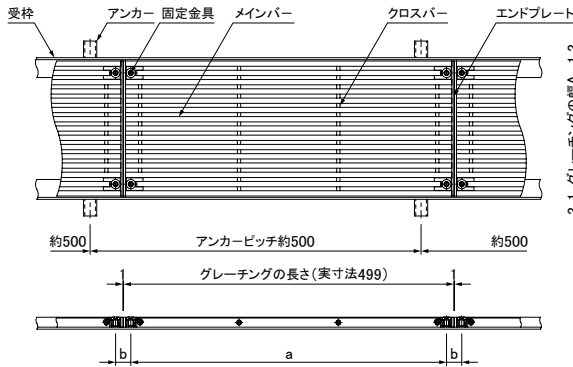 受枠
アンカー
固定金具
メインバー
クロスバー
エンドプレート
約500
アンカーピッチ約500
約500
1
グレーチングの長さ(実寸法499)
1
b
a
b